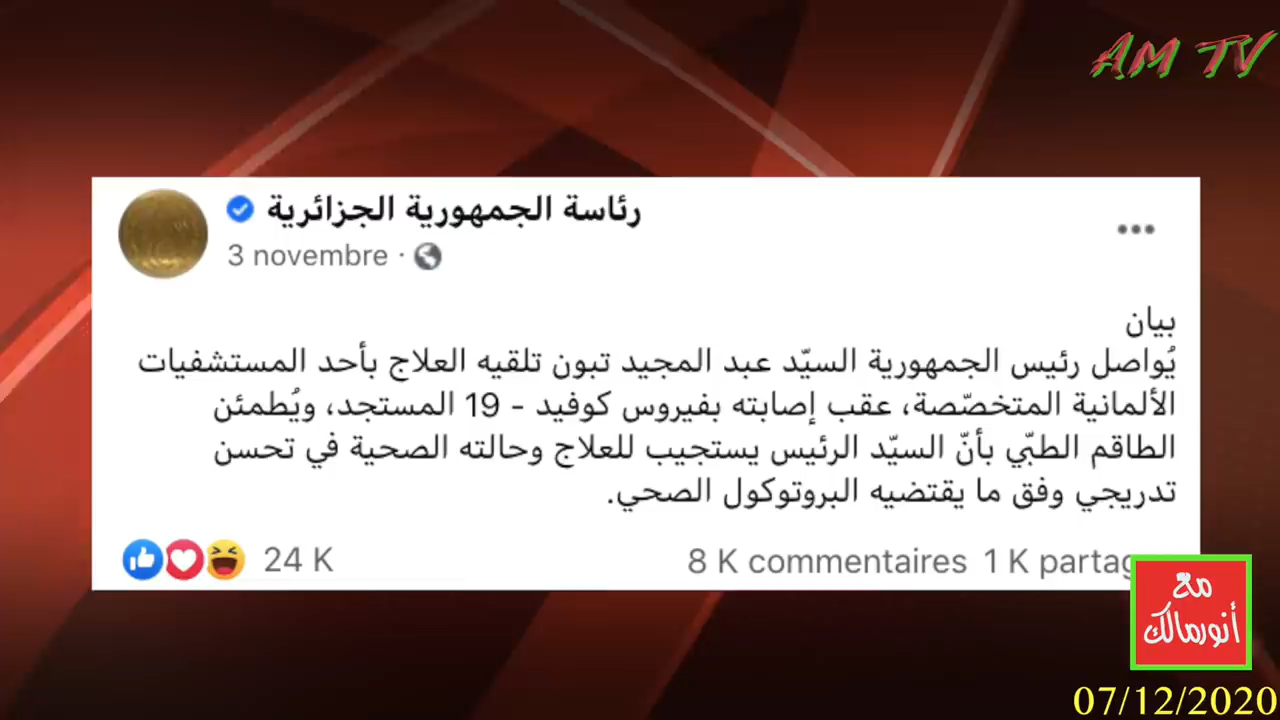 AM TV
رئاسة الجمهورية الجزائرية
3 novembre ·
بيان
يُواصل رئيس الجمهورية السيّد عبد المجيد تبون تلقيه العلاج بأحد المستشفيات
الألمانية المتخصّصة، عقب إصابته بفيروس كوفيد - 19 المستجد، ويُطمئن
الطاقم الطبّي بأنّ السيّد الرئيس يستجيب للعلاج وحالته الصحية في تحسن
تدريجي وفق ما يقتضيه البروتوكول الصحي.
24 K
8 K commentaires 1 K partag
مع
أنورمالك
07/12/2020